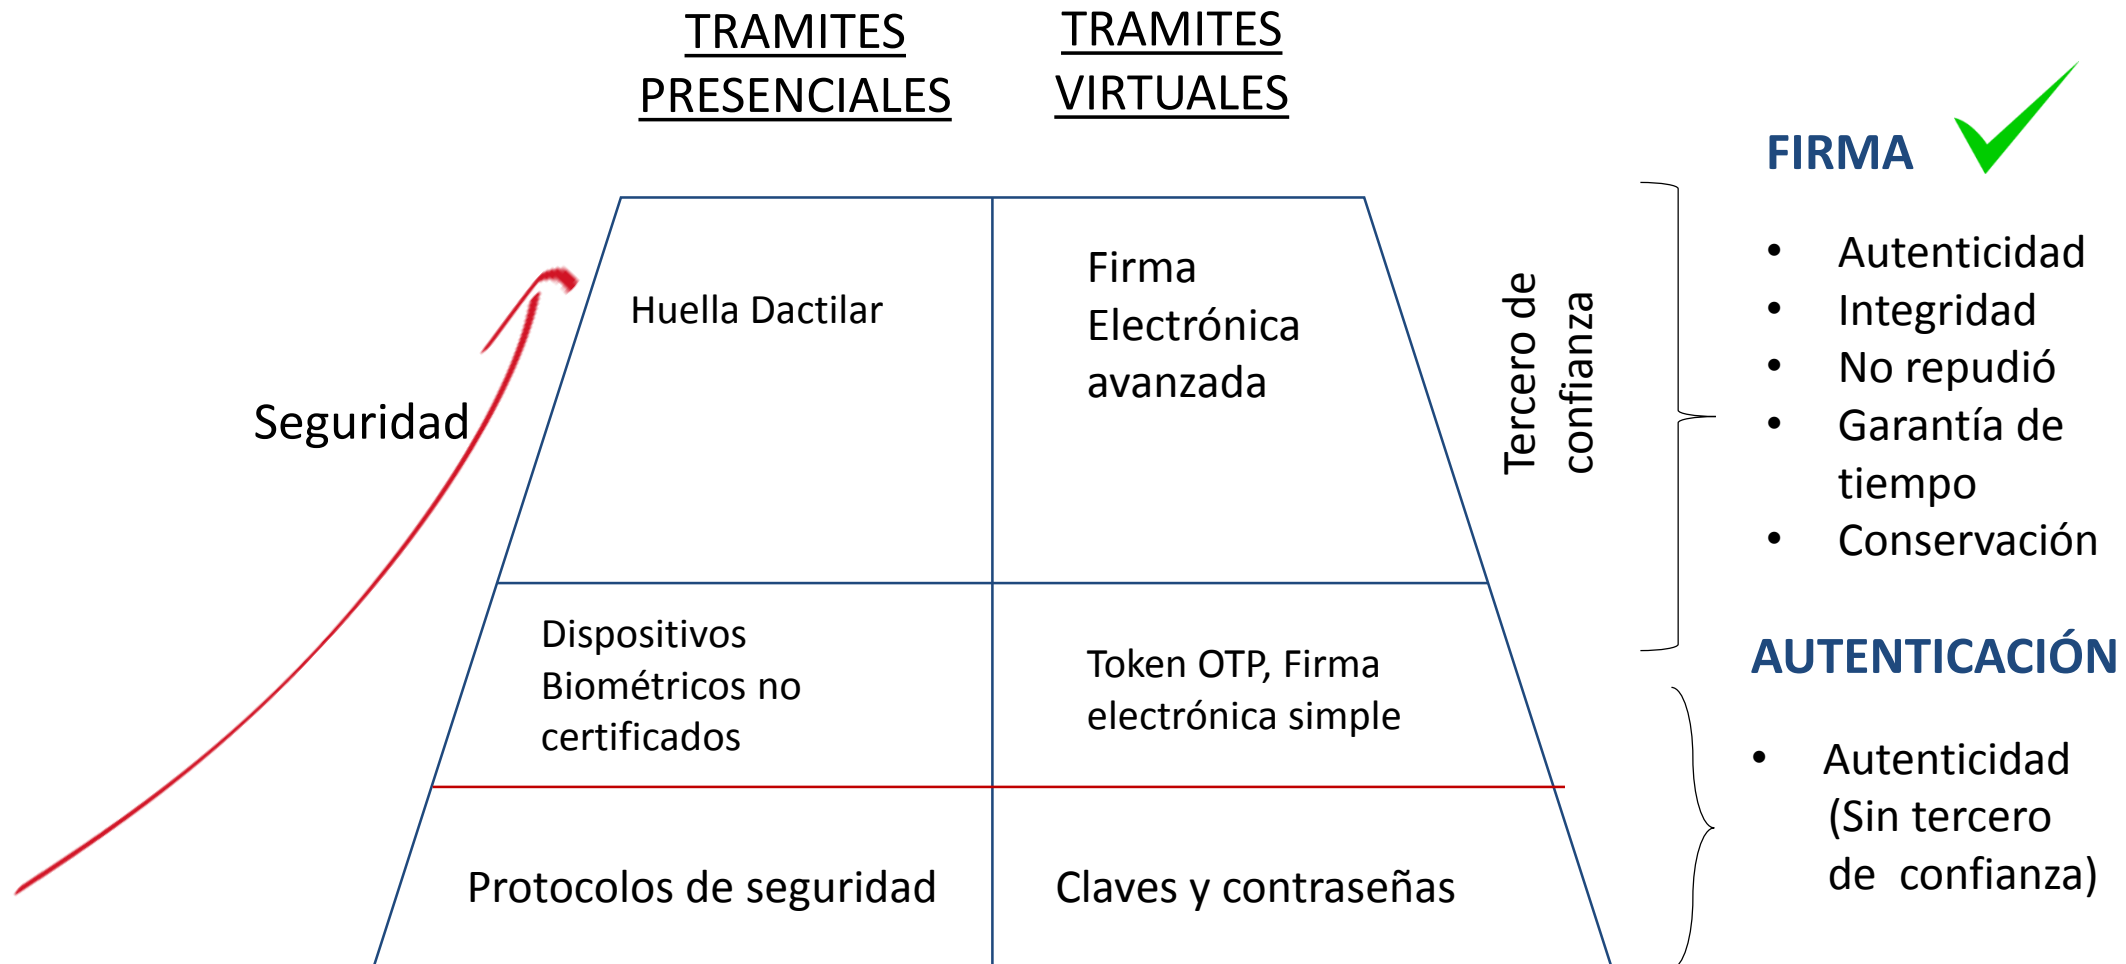 TRAMITES
PRESENCIALES
TRAMITES
VIRTUALES
FIRMA
Huella Dactilar
Firma
Electrónica
avanzada
Tercero de
confianza
• Autenticidad
• Integridad
• No repudió
• Garantía de
tiempo
• Conservación
Seguridad
Dispositivos
Biométricos no
certificados
Token OTP, Firma
electrónica simple
AUTENTICACIÓN
• Autenticidad
(Sin tercero
de confianza)
Protocolos de seguridad
Claves y contraseñas